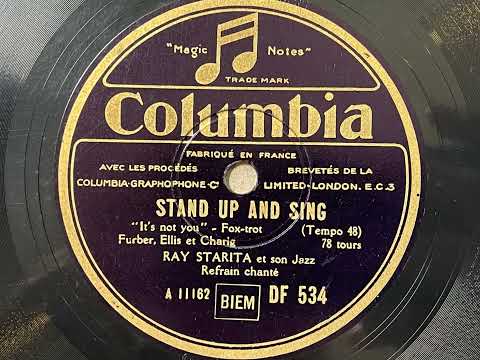 "Magic Notes"
TRADE MARK
Columbia
FABRIQUÉ EN FRANCE
AVEC LES PROCÉDÉS BREVETÉS DE LA
COLUMBIA-GRAPHOPHONE-Cº LIMITED-LONDON. E.C.3
STAND UP AND SING
"It's not you" - Fox-trot (Tempo 48)
Furber, Ellis et Charig 78 tours
RAY STARITA et son Jazz
Refrain chanté
A 11162 BIEM DF 534